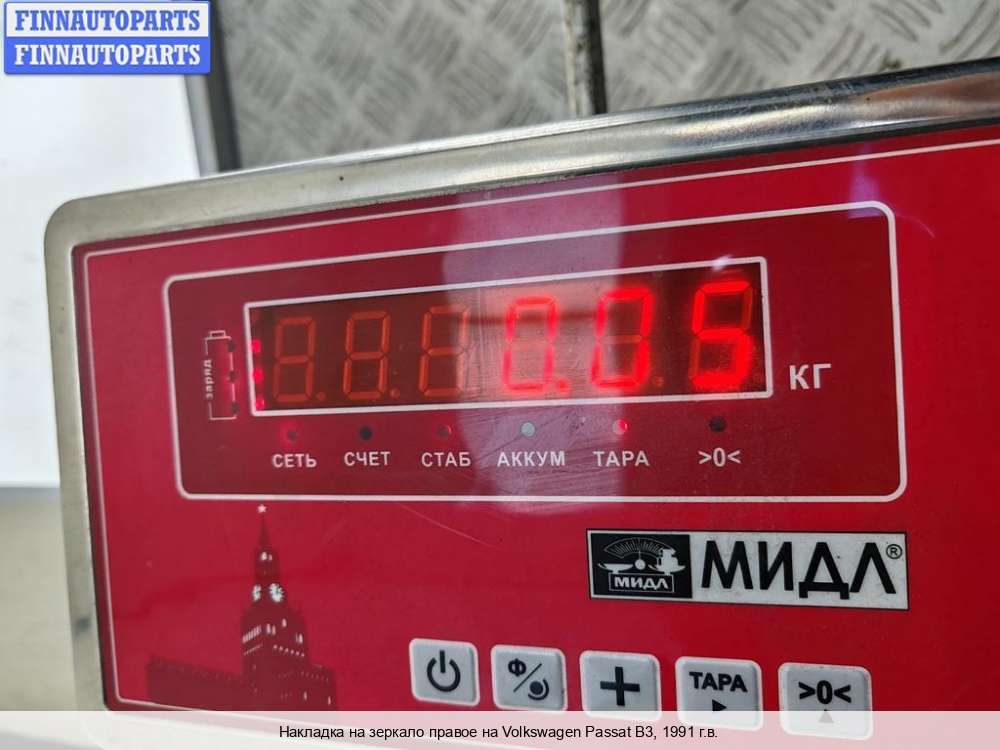 FINNAUTOPARTS
FINNAUTOPARTS
заряд
0.05
КГ
СЕТЬ СЧЕТ СТАБ АККУМ ТАРА >0<
МИДЛ МИДЛ®
Ф ТАРА >0<
Накладка на зеркало правое на Volkswagen Passat B3, 1991 г.в.